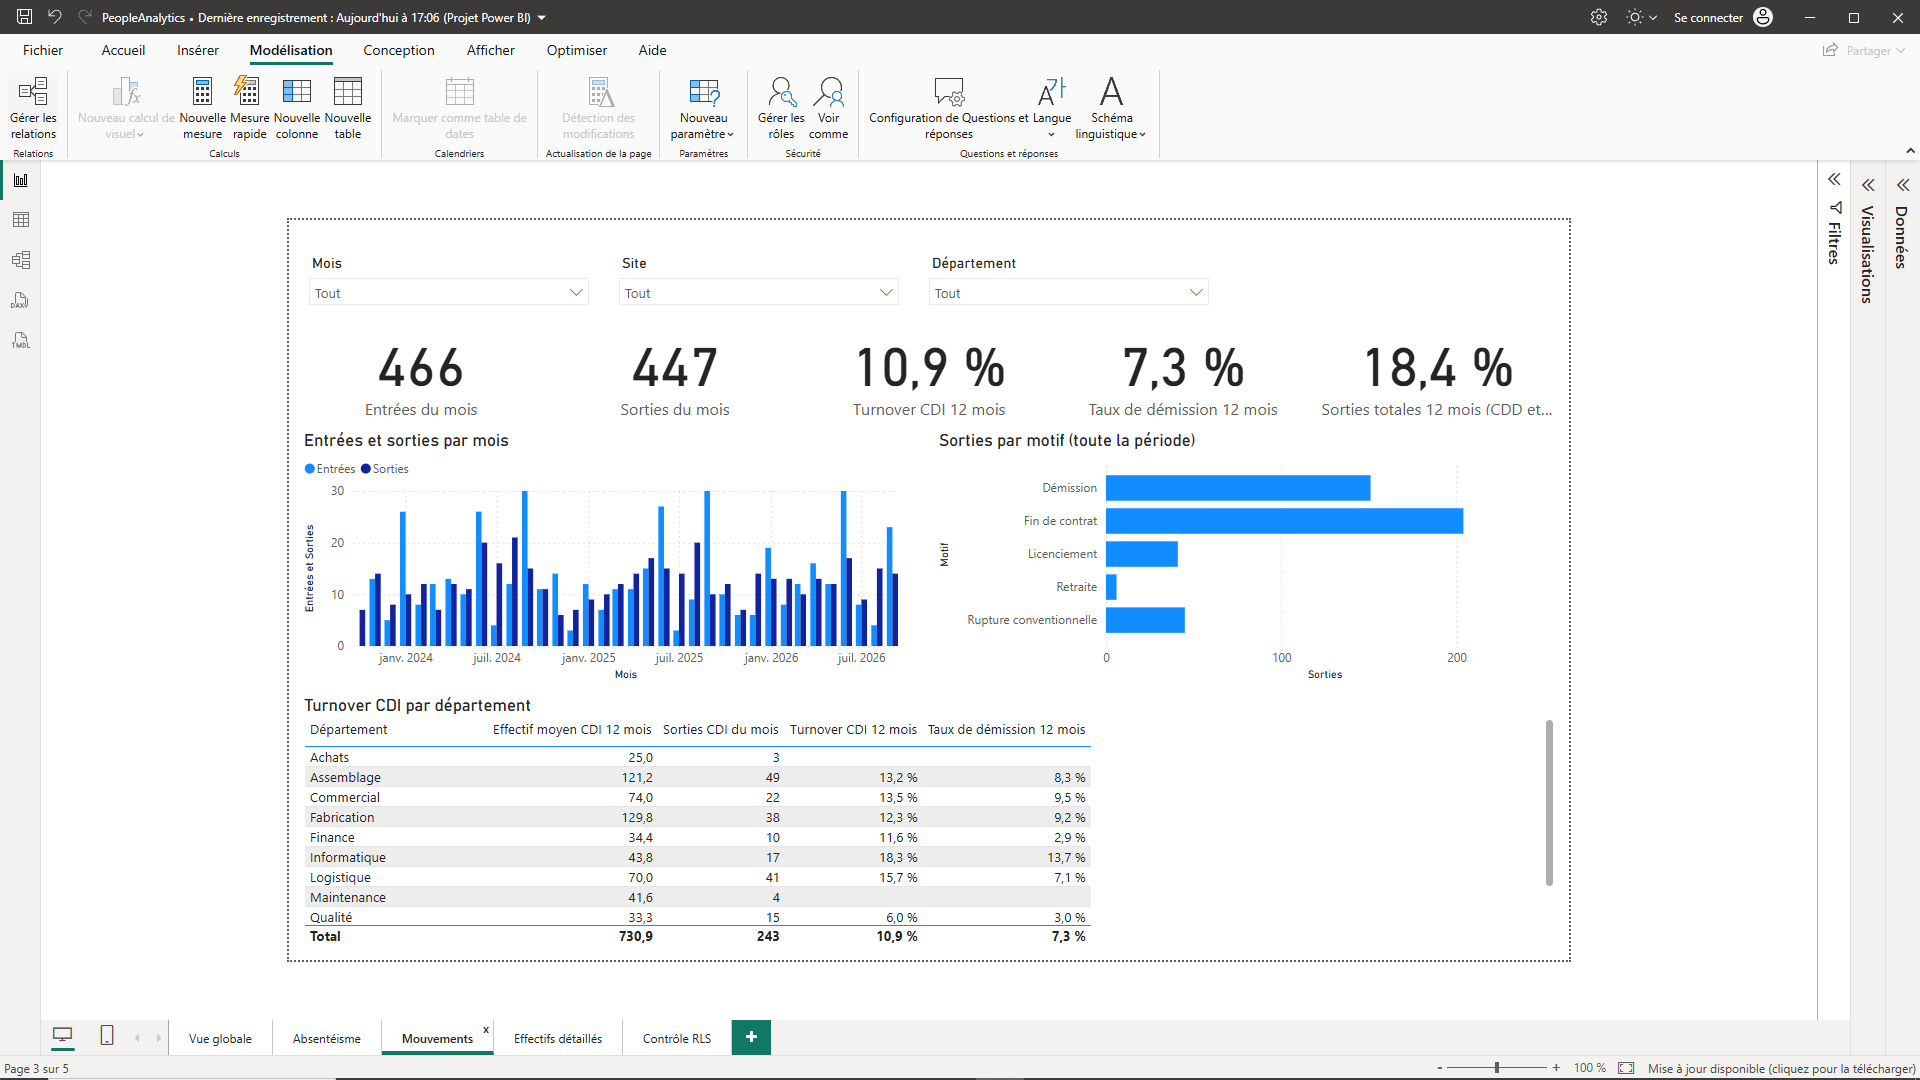 PeopleAnalytics • Dernière enregistrement : Aujourd'hui à 17:06 (Projet Power BI)
Se connecter
Fichier Accueil Insérer Modélisation Conception Afficher Optimiser Aide
Partager
Gérer les relations
Nouveau calcul de visuel
Nouvelle mesure
Mesure rapide
Nouvelle colonne
Nouvelle table
Marquer comme table de dates
Détection des modifications
Nouveau paramètre
Gérer les rôles
Voir comme
Configuration de Questions et réponses
Langue
Schéma linguistique
Relations
Calculs
Calendriers
Actualisation de la page
Paramètres
Sécurité
Questions et réponses
DAX
TMDL
Filtres
Visualisations
Données
Mois Site Département
Tout Tout Tout
466 447 10,9 % 7,3 % 18,4 %
Entrées du mois Sorties du mois Turnover CDI 12 mois Taux de démission 12 mois Sorties totales 12 mois (CDD et...
Entrées et sorties par mois
Entrées Sorties
Entrées et Sorties
30
20
10
0
janv. 2024 juil. 2024 janv. 2025 juil. 2025 janv. 2026 juil. 2026
Mois
Sorties par motif (toute la période)
Motif
Démission
Fin de contrat
Licenciement
Retraite
Rupture conventionnelle
0 100 200
Sorties
Turnover CDI par département
Département Effectif moyen CDI 12 mois Sorties CDI du mois Turnover CDI 12 mois Taux de démission 12 mois
Achats 25,0 3
Assemblage 121,2 49 13,2 % 8,3 %
Commercial 74,0 22 13,5 % 9,5 %
Fabrication 129,8 38 12,3 % 9,2 %
Finance 34,4 10 11,6 % 2,9 %
Informatique 43,8 17 18,3 % 13,7 %
Logistique 70,0 41 15,7 % 7,1 %
Maintenance 41,6 4
Qualité 33,3 15 6,0 % 3,0 %
Total 730,9 243 10,9 % 7,3 %
Vue globale Absentéisme Mouvements x Effectifs détaillés Contrôle RLS +
Page 3 sur 5
- + 100 % Mise à jour disponible (cliquez pour la télécharger)